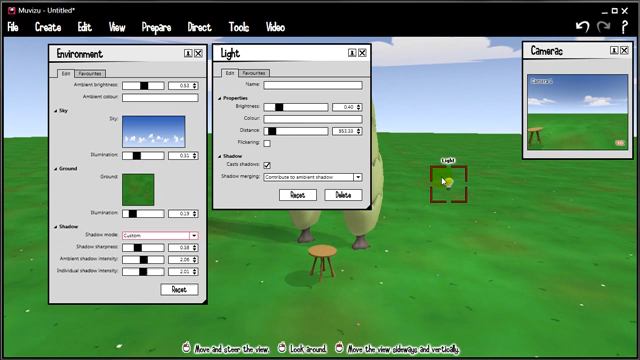 Muvizu - Untitled*
File Create Edit View Prepare Direct Tools Video
Environment
Edit Favourites
Ambient brightness: 0.53
Ambient colour:
Sky
Sky:
Illumination: 0.31
Ground
Ground:
Illumination: 0.19
Shadow
Shadow mode: Custom
Shadow sharpness: 0.18
Ambient shadow intensity: 2.06
Individual shadow intensity: 2.01
Reset
Light
Edit Favourites
Name:
Properties
Brightness: 0.40
Colour:
Distance: 853.33
Flickering:
Shadow
Casts shadows:
Shadow merging: Contribute to ambient shadow
Reset Delete
Light
Cameras
Camera 1
Move and steer the view. Look around. Move the view sideways and vertically.